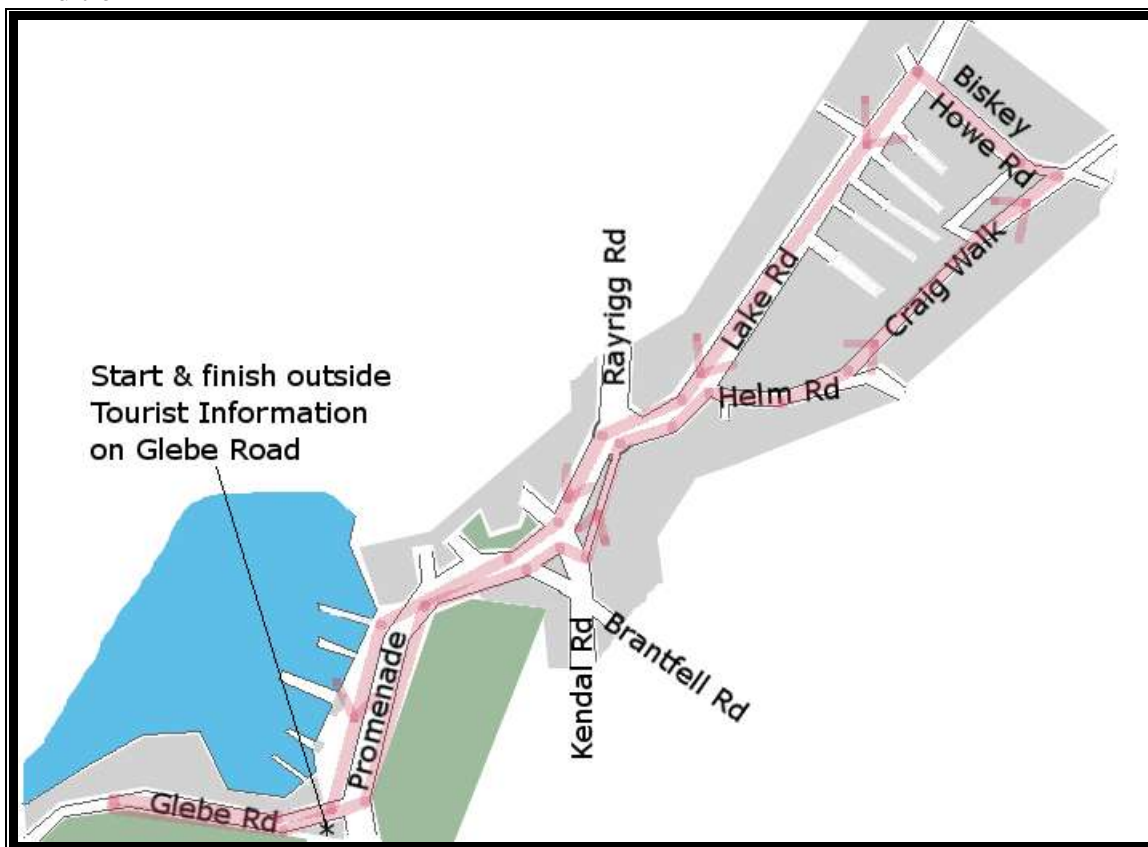 Biskey
Howe Rd
Rayrigg Rd
Lake Rd
Craig Walk
Helm Rd
Start & finish outside
Tourist Information
on Glebe Road
Promenade
Kendal Rd
Brantfell Rd
Glebe Rd
*